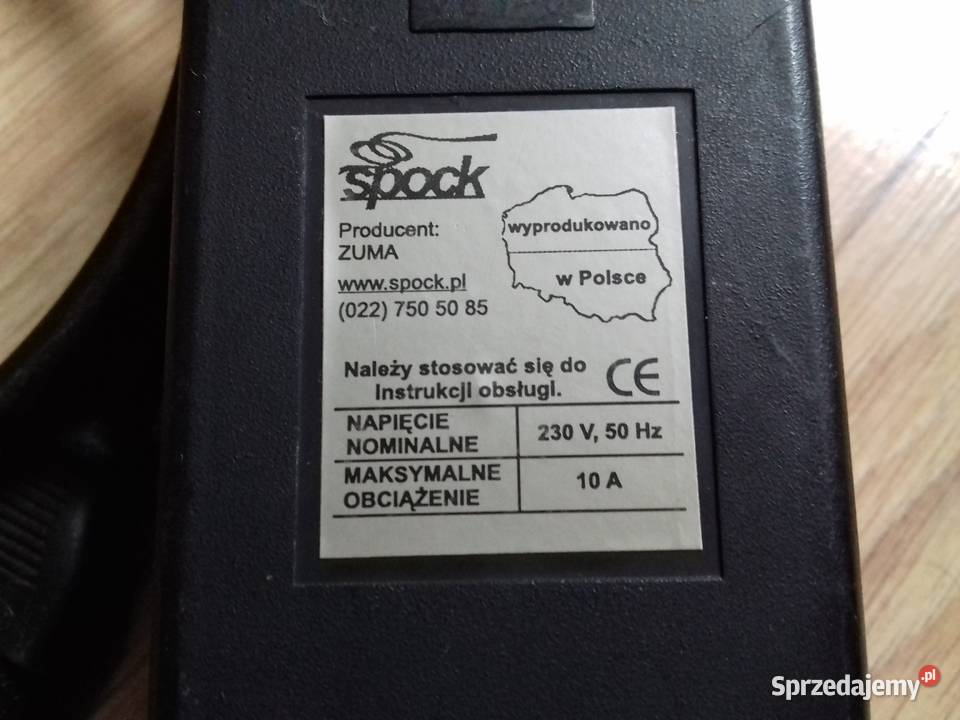 spock
Producent:
ZUMA
www.spock.pl
(022) 750 50 85
wyprodukowano
w Polsce
Należy stosować się do
Instrukcji obsługi.
CE
NAPIĘCIE
NOMINALNE
230 V, 50 Hz
MAKSYMALNE
OBCIĄŻENIE
10 A
Sprzedajemy.pl